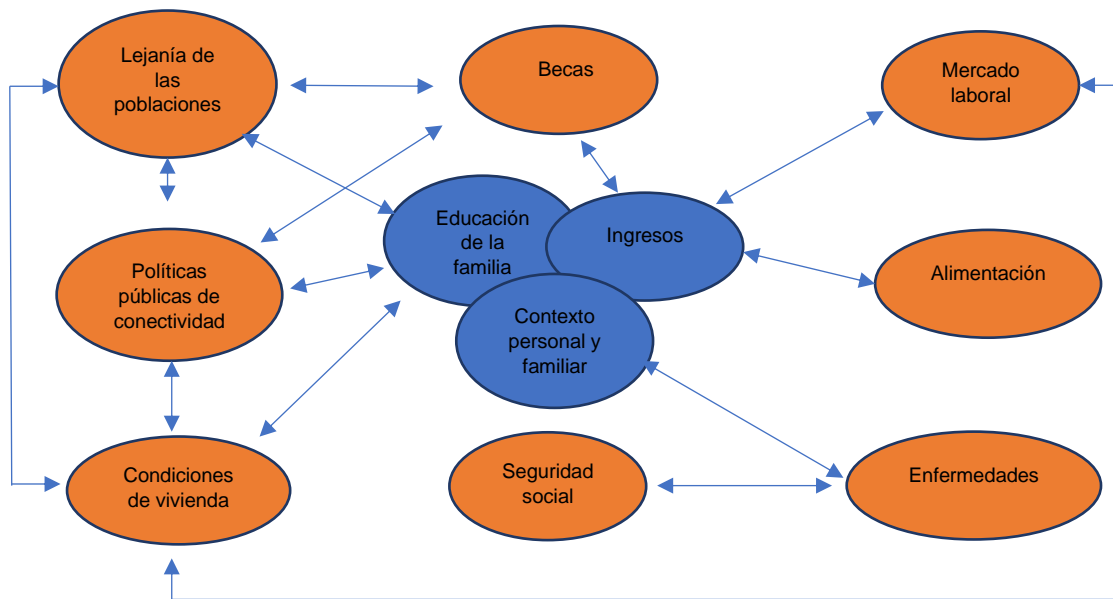 Lejanía de
las
poblaciones
Becas
Mercado
laboral
Educación
de la
familia
Ingresos
Políticas
públicas de
conectividad
Alimentación
Contexto
personal y
familiar
Condiciones
de vivienda
Seguridad
social
Enfermedades